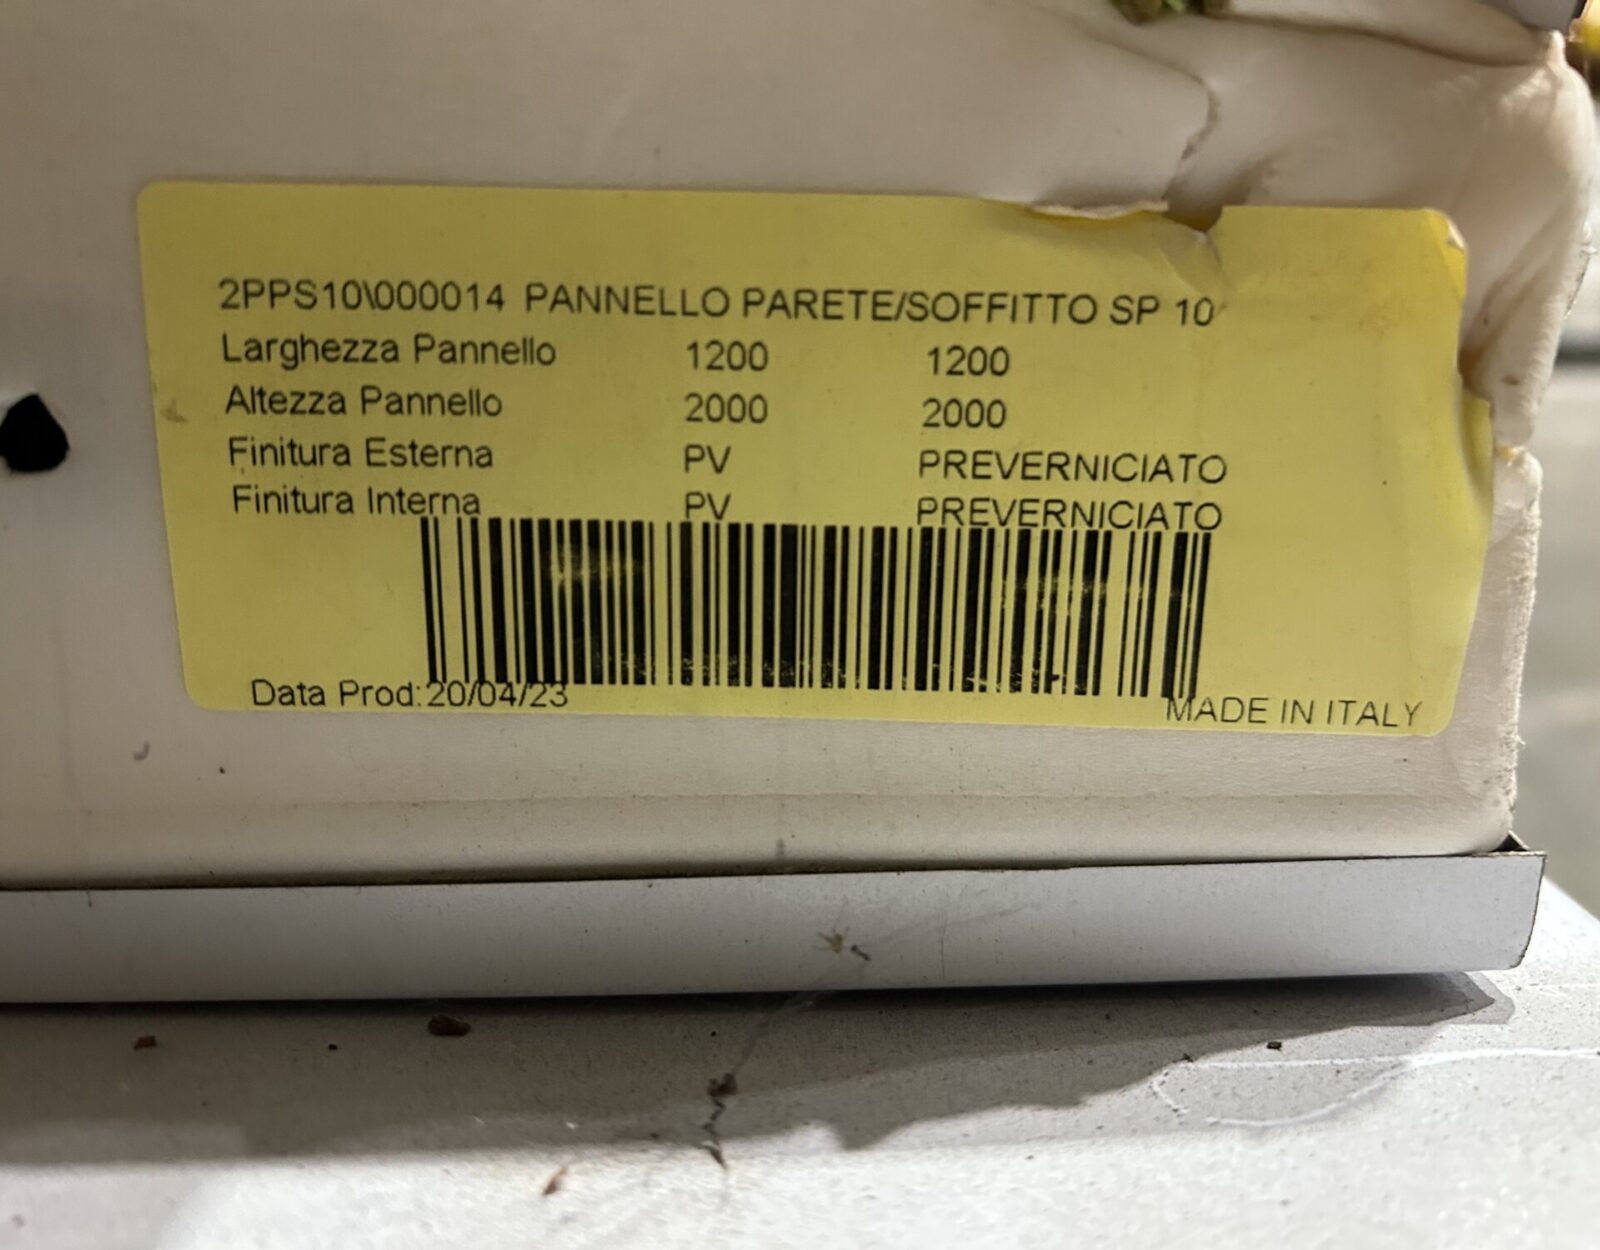 2PPS10\000014 PANNELLO PARETE/SOFFITTO SP 10
Larghezza Pannello 1200 1200
Altezza Pannello 2000 2000
Finitura Esterna PV PREVERNICIATO
Finitura Interna PV PREVERNICIATO
Data Prod: 20/04/23
MADE IN ITALY